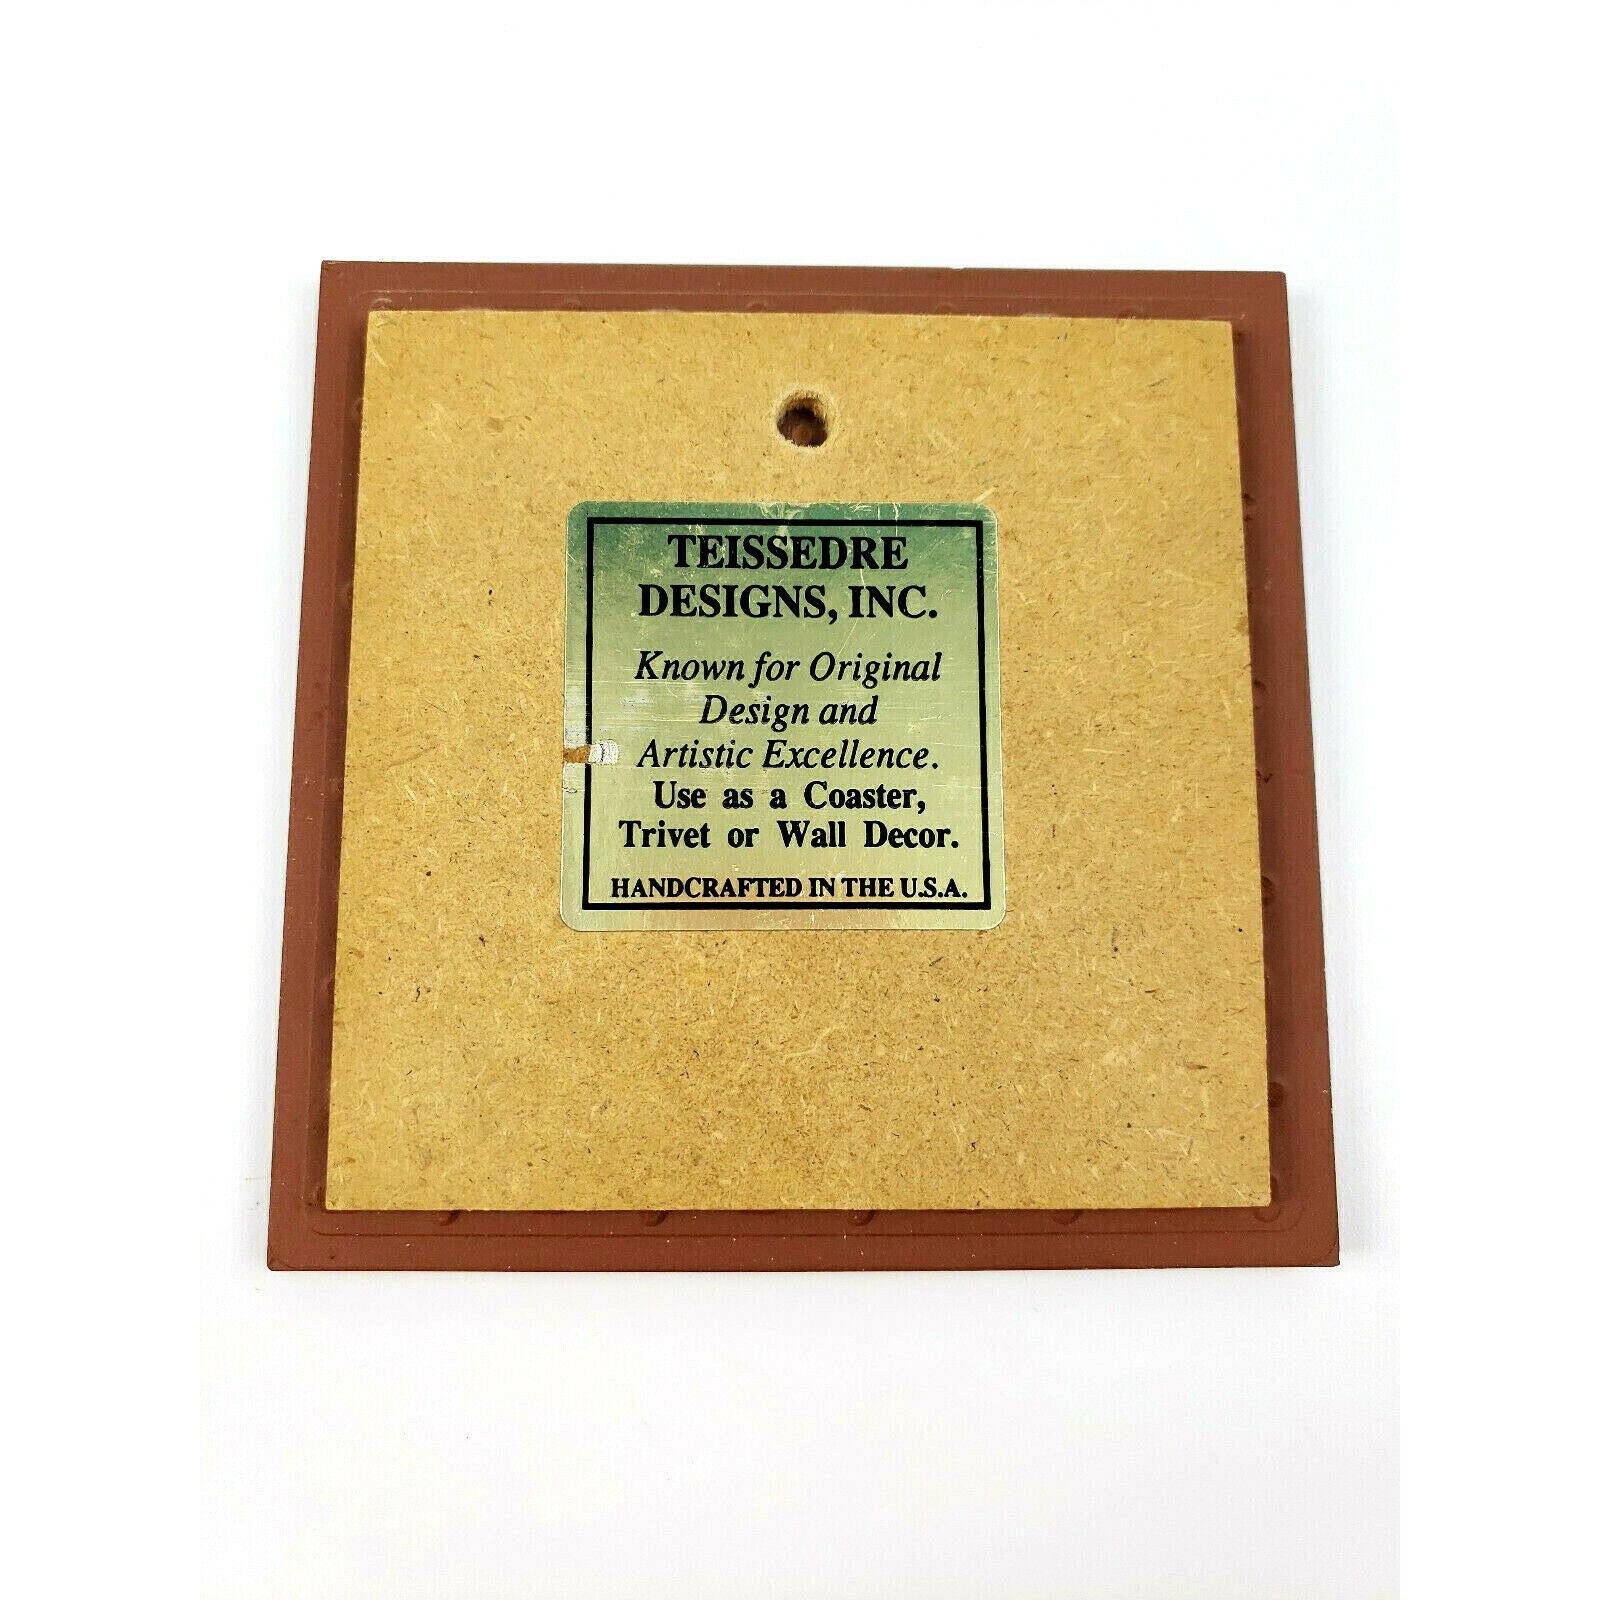 TEISSEDRE
DESIGNS, INC.
Known for Original
Design and
Artistic Excellence.
Use as a Coaster,
Trivet or Wall Decor.
HANDCRAFTED IN THE U.S.A.